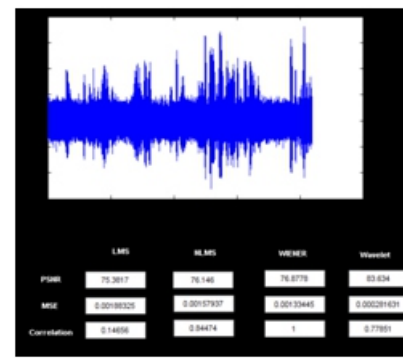 LMS NLMS WIENER Wavelet
PSNR 75.3617 76.146 76.8778 83.634
MSE 0.00188325 0.00157937 0.00133445 0.000281631
Correlation 0.14656 0.84474 1 0.77851